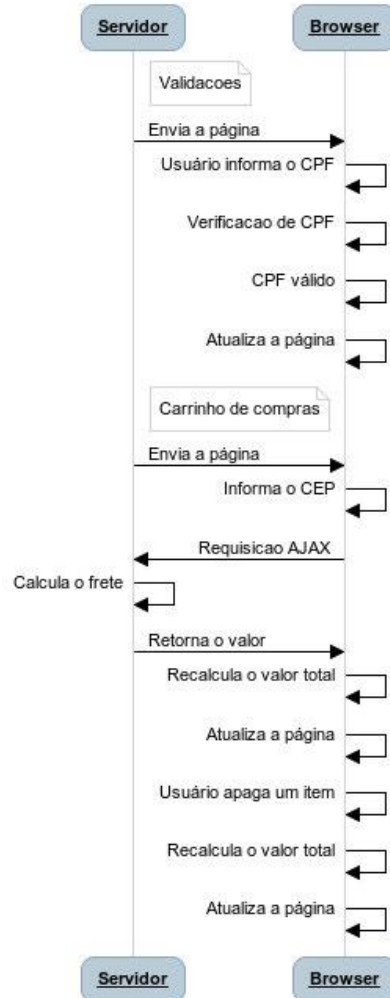 Servidor
Browser
Validacoes
Envia a página
Usuário informa o CPF
Verificacao de CPF
CPF válido
Atualiza a página
Carrinho de compras
Envia a página
Informa o CEP
Requisicao AJAX
Calcula o frete
Retorna o valor
Recalcula o valor total
Atualiza a página
Usuário apaga um item
Recalcula o valor total
Atualiza a página
Servidor
Browser